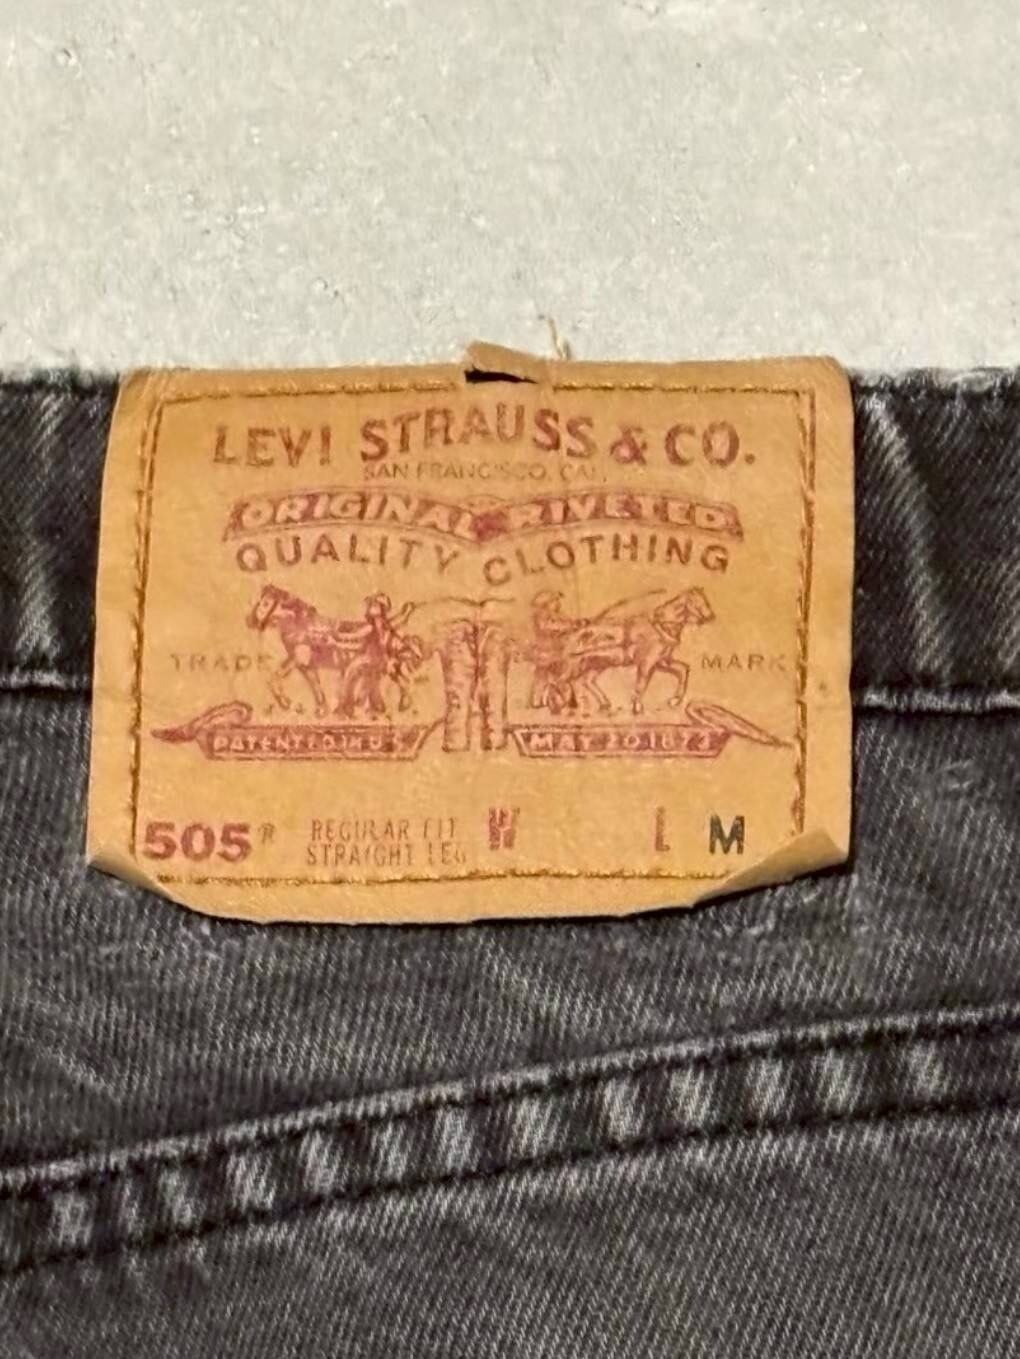 LEVI STRAUSS & CO.
SAN FRANCISCO, CAL.
ORIGINAL RIVETED
QUALITY CLOTHING
TRADE MARK
PATENTED IN U.S. MAY 20 1873
505® REGULAR FIT W L M
STRAIGHT LEG